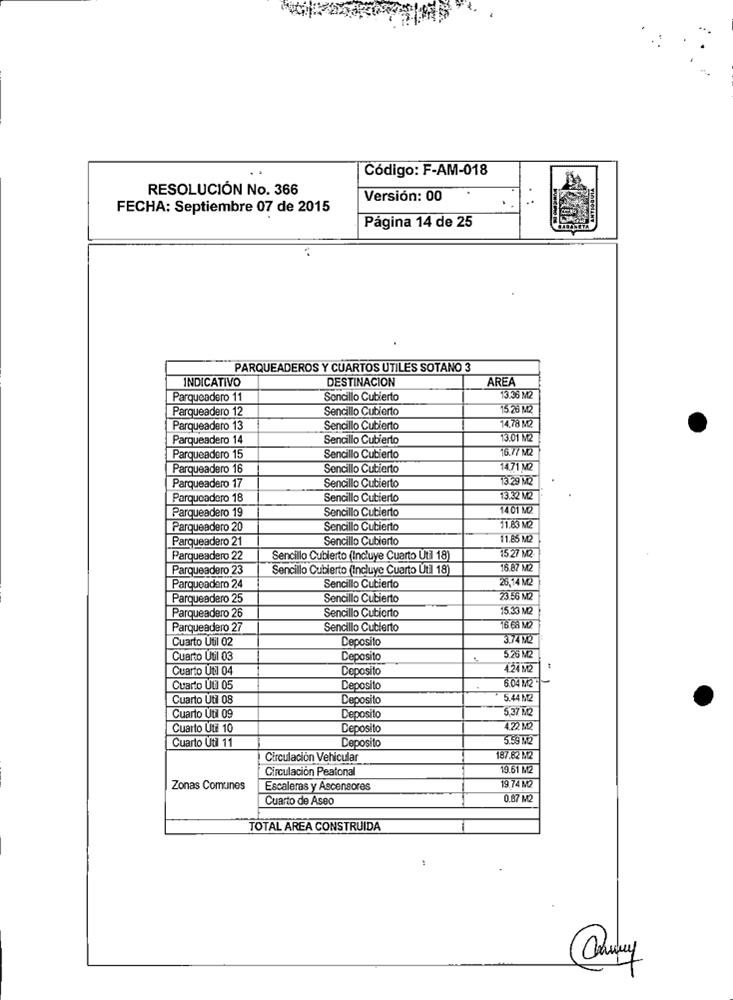 RESOLUCIÓN No. 366
FECHA: Septiembre 07 de 2015
Código: F-AM-018
Versión: 00
Página 14 de 25
SABANETA
ANTIOQUIA
PARQUEADEROS Y CUARTOS UTILES SOTANO 3
INDICATIVO DESTINACION AREA
Parqueadero 11 Sencillo Cubierto 13.36 M2
Parqueadero 12 Sencillo Cubierto 15.26 M2
Parqueadero 13 Sencillo Cubierto 14.78 M2
Parqueadero 14 Sencillo Cubierto 13.01 M2
Parqueadero 15 Sencillo Cubierto 16.77 M2
Parqueadero 16 Sencillo Cubierto 14.71 M2
Parqueadero 17 Sencillo Cubierto 13.29 M2
Parqueadero 18 Sencillo Cubierto 13.32 M2
Parqueadero 19 Sencillo Cubierto 14.01 M2
Parqueadero 20 Sencillo Cubierto 11.83 M2
Parqueadero 21 Sencillo Cubierto 11.85 M2
Parqueadero 22 Sencillo Cubierto (Incluye Cuarto Útil 18) 15.27 M2
Parqueadero 23 Sencillo Cubierto (Incluye Cuarto Útil 18) 16.87 M2
Parqueadero 24 Sencillo Cubierto 26,14 M2
Parqueadero 25 Sencillo Cubierto 23.56 M2
Parqueadero 26 Sencillo Cubierto 15.33 M2
Parqueadero 27 Sencillo Cubierto 16.68 M2
Cuarto Útil 02 Deposito 3.74 M2
Cuarto Útil 03 Deposito 5.26 M2
Cuarto Útil 04 Deposito 4.24 M2
Cuarto Útil 05 Deposito 6.04 M2
Cuarto Útil 08 Deposito 5.44 M2
Cuarto Útil 09 Deposito 5.37 M2
Cuarto Útil 10 Deposito 4.22 M2
Cuarto Útil 11 Deposito 5.59 M2
Zonas Comunes
Circulación Vehicular 187.82 M2
Circulación Peatonal 19.61 M2
Escaleras y Ascensores 19.74 M2
Cuarto de Aseo 0.87 M2
TOTAL AREA CONSTRUIDA